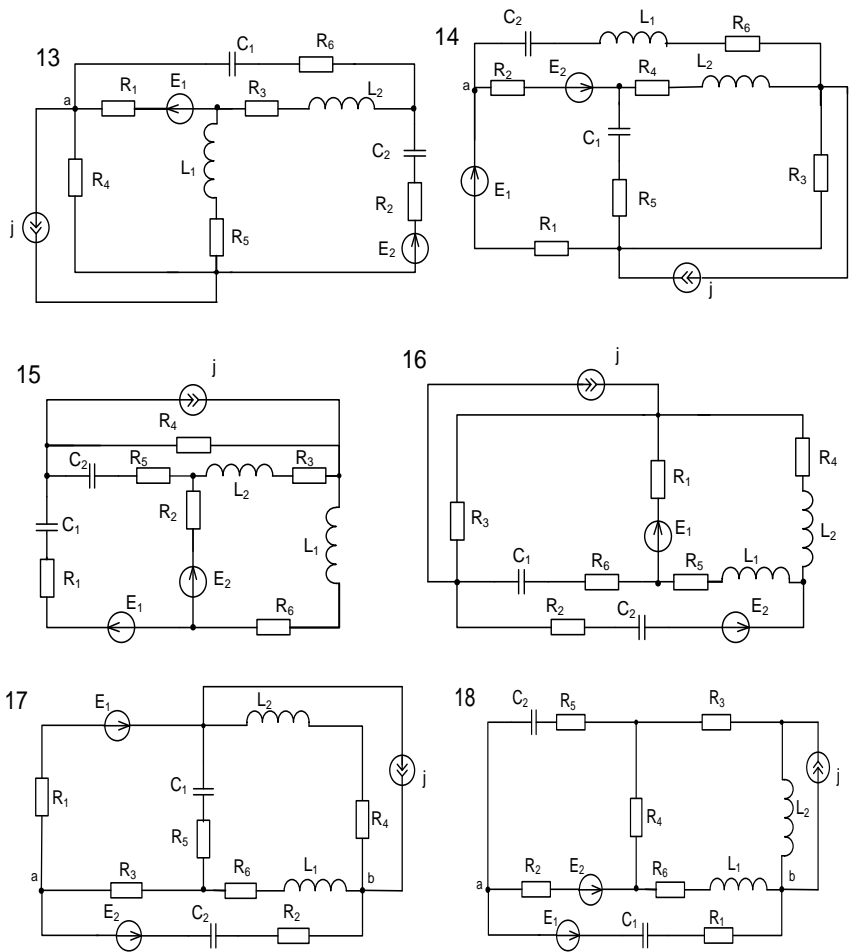 13
C₁ R₆
a R₁ E₁ R₃ L₂
R₄ L₁ C₂
R₂
j R₅ E₂
14
C₂ L₁ R₆
a R₂ E₂ R₄ L₂
C₁
E₁ R₅ R₃
R₁
j
15
j
R₄
C₂ R₅ L₂ R₃
C₁ R₂ L₁
R₁ E₂
E₁ R₆
16
j
R₁ R₄
R₃ E₁ L₂
C₁ R₆ R₅ L₁
R₂ C₂ E₂
17
E₁ L₂
C₁ j
R₁ R₅ R₄
a R₃ R₆ L₁ b
E₂ C₂ R₂
18
C₂ R₅ R₃
j
R₄ L₂
a R₂ E₂ R₆ L₁ b
E₁ C₁ R₁